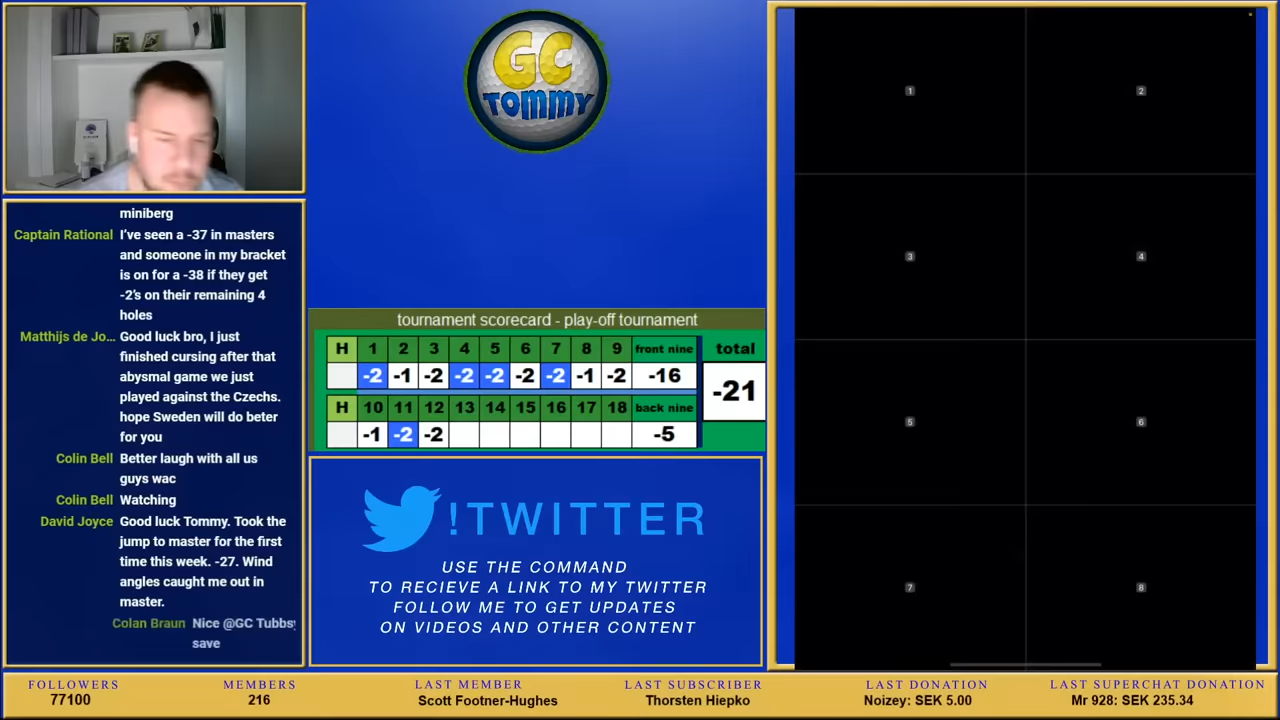 GC
TOMMY
miniberg
Captain Rational I've seen a -37 in masters
and someone in my bracket
is on for a -38 if they get
-2's on their remaining 4
holes
Matthijs de Jo... Good luck bro, I just
finished cursing after that
abysmal game we just
played against the Czechs.
hope Sweden will do beter
for you
Colin Bell Better laugh with all us
guys wac
Colin Bell Watching
David Joyce Good luck Tommy. Took the
jump to master for the first
time this week. -27. Wind
angles caught me out in
master.
Colan Braun Nice @GC Tubbsy
save
tournament scorecard - play-off tournament
H 1 2 3 4 5 6 7 8 9 front nine total
-2 -1 -2 -2 -2 -2 -2 -1 -2 -16 -21
H 10 11 12 13 14 15 16 17 18 back nine
-1 -2 -2 -5
!TWITTER
USE THE COMMAND
TO RECIEVE A LINK TO MY TWITTER
FOLLOW ME TO GET UPDATES
ON VIDEOS AND OTHER CONTENT
1 2
3 4
5 6
7 8
FOLLOWERS MEMBERS LAST MEMBER LAST SUBSCRIBER LAST DONATION LAST SUPERCHAT DONATION
77100 216 Scott Footner-Hughes Thorsten Hiepko Noizey: SEK 5.00 Mr 928: SEK 235.34